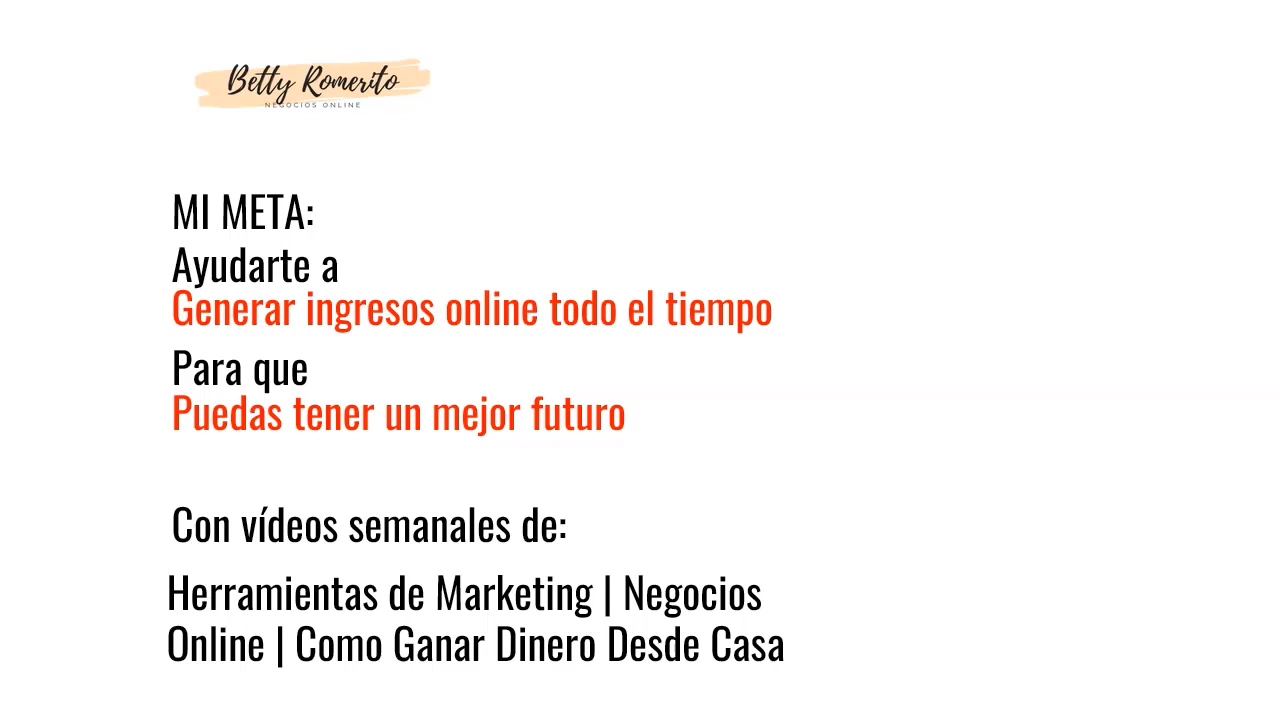 Betty Romerito
NEGOCIOS ONLINE
MI META:
Ayudarte a
Generar ingresos online todo el tiempo
Para que
Puedas tener un mejor futuro
Con vídeos semanales de:
Herramientas de Marketing | Negocios
Online | Como Ganar Dinero Desde Casa